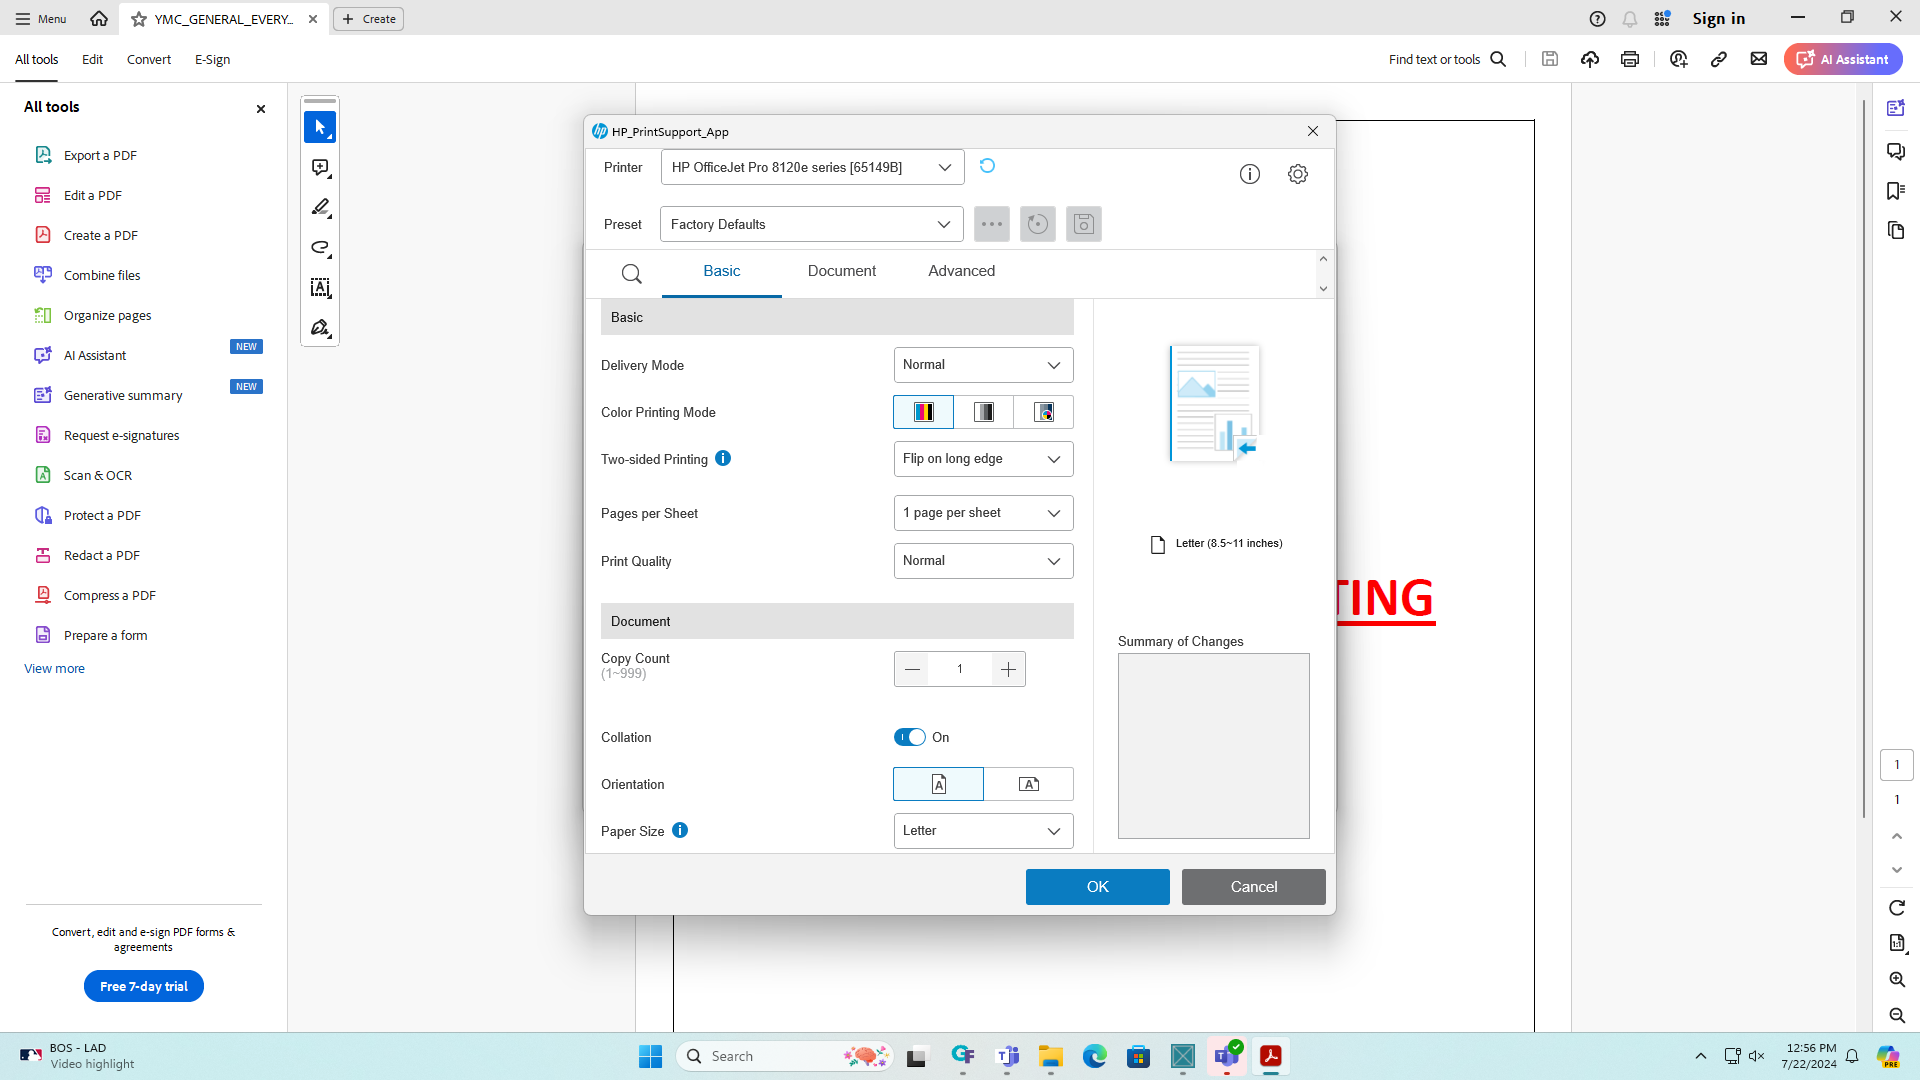 Menu
YMC_GENERAL_EVERY...
Create
Sign in
All tools
Edit
Convert
E-Sign
Find text or tools
AI Assistant
All tools
Export a PDF
Edit a PDF
Create a PDF
Combine files
Organize pages
AI Assistant
NEW
Generative summary
NEW
Request e-signatures
Scan & OCR
Protect a PDF
Redact a PDF
Compress a PDF
Prepare a form
View more
Convert, edit and e-sign PDF forms &
agreements
Free 7-day trial
HP_PrintSupport_App
Printer
HP OfficeJet Pro 8120e series [65149B]
Preset
Factory Defaults
Basic
Document
Advanced
Basic
Delivery Mode
Normal
Color Printing Mode
Two-sided Printing
Flip on long edge
Pages per Sheet
1 page per sheet
Print Quality
Normal
Document
Copy Count
(1~999)
1
Collation
On
Orientation
Paper Size
Letter
Letter (8.5~11 inches)
Summary of Changes
OK
Cancel
TING
1
1
BOS - LAD
Video highlight
Search
12:56 PM
7/22/2024
PRE